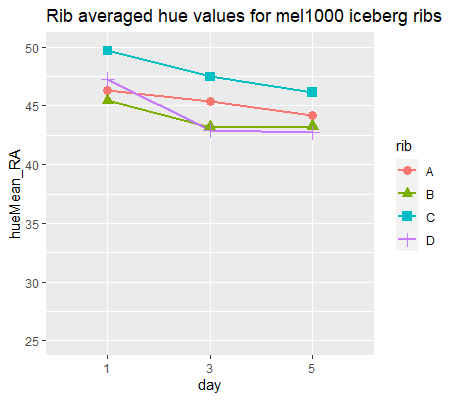 Rib averaged hue values for mel1000 iceberg ribs
hueMean_RA
50
45
40
35
30
25
1 3 5
day
rib
A
B
C
D